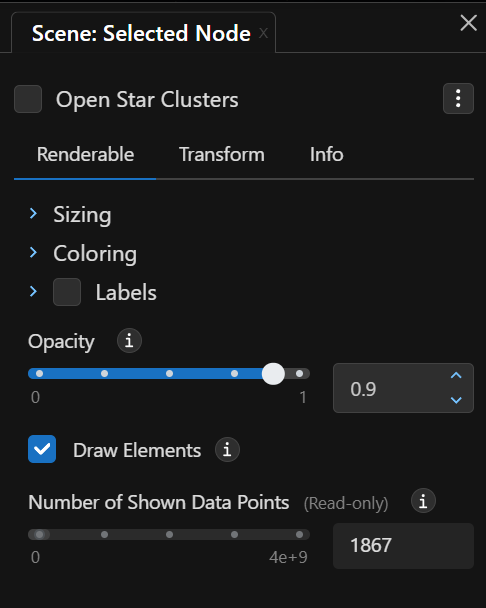 Scene: Selected Node x
Open Star Clusters
Renderable Transform Info
Sizing
Coloring
Labels
Opacity i
0 1 0.9
Draw Elements i
Number of Shown Data Points (Read-only) i
0 4e+9 1867